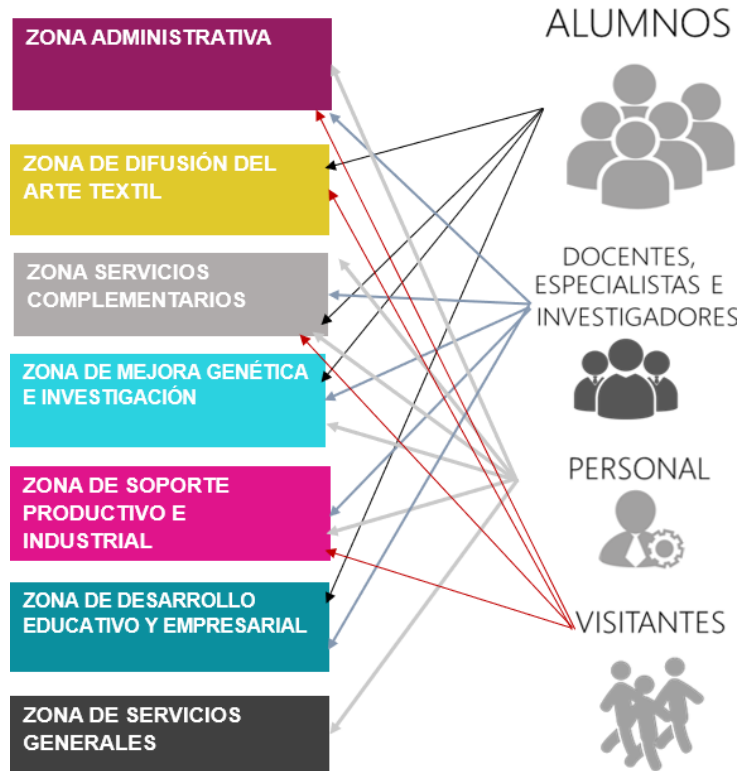 ZONA ADMINISTRATIVA
ZONA DE DIFUSIÓN DEL
ARTE TEXTIL
ZONA SERVICIOS
COMPLEMENTARIOS
ZONA DE MEJORA GENÉTICA
E INVESTIGACIÓN
ZONA DE SOPORTE
PRODUCTIVO E
INDUSTRIAL
ZONA DE DESARROLLO
EDUCATIVO Y EMPRESARIAL
ZONA DE SERVICIOS
GENERALES
ALUMNOS
DOCENTES,
ESPECIALISTAS E
INVESTIGADORES
PERSONAL
VISITANTES